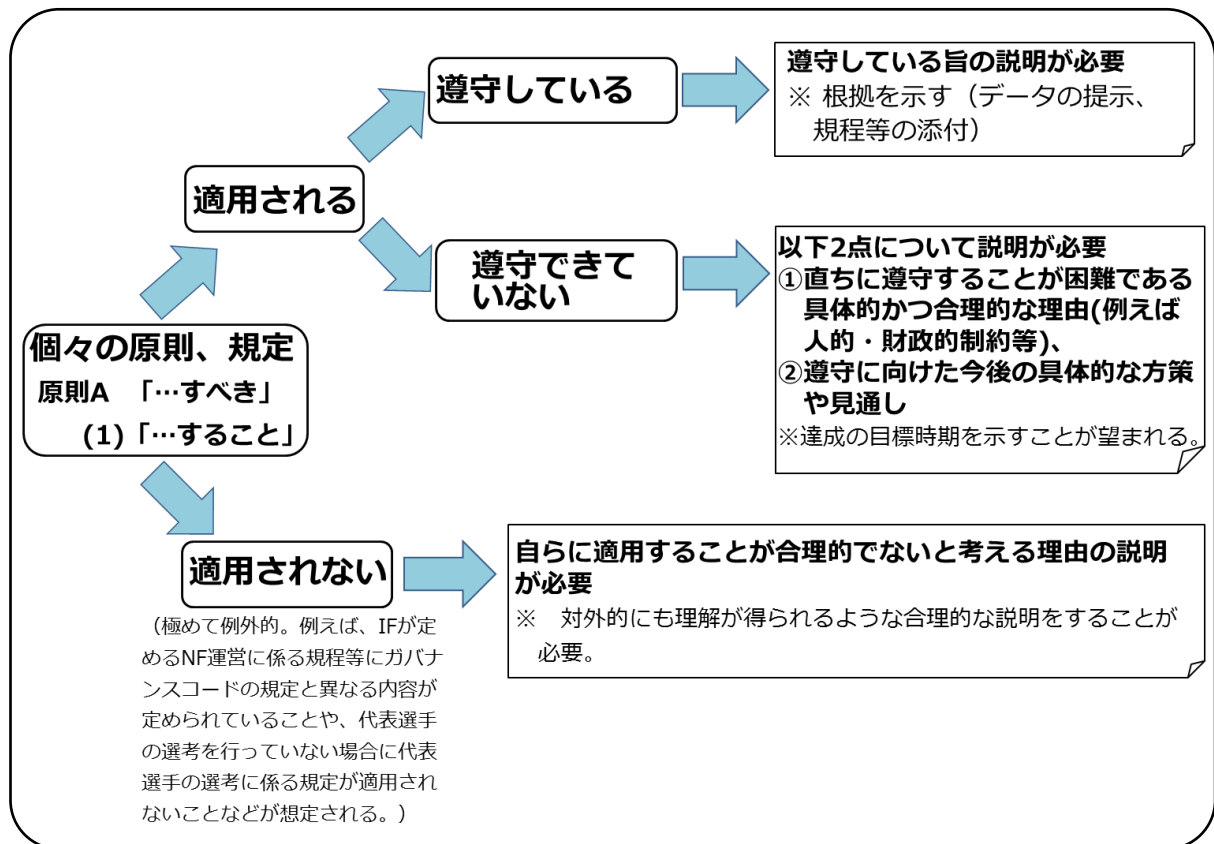 遵守している
遵守している旨の説明が必要
※ 根拠を示す（データの提示、
規程等の添付）
適用される
遵守できて
いない
以下2点について説明が必要
①直ちに遵守することが困難である
具体的かつ合理的な理由(例えば
人的・財政的制約等)、
②遵守に向けた今後の具体的な方策
や見通し
※達成の目標時期を示すことが望まれる。
個々の原則、規定
原則A 「…すべき」
(1)「…すること」
適用されない
（極めて例外的。例えば、IFが定
めるNF運営に係る規程等にガバナ
ンスコードの規定と異なる内容が
定められていることや、代表選手
の選考を行っていない場合に代表
選手の選考に係る規定が適用され
ないことなどが想定される。）
自らに適用することが合理的でないと考える理由の説明
が必要
※　対外的にも理解が得られるような合理的な説明をすることが
必要。